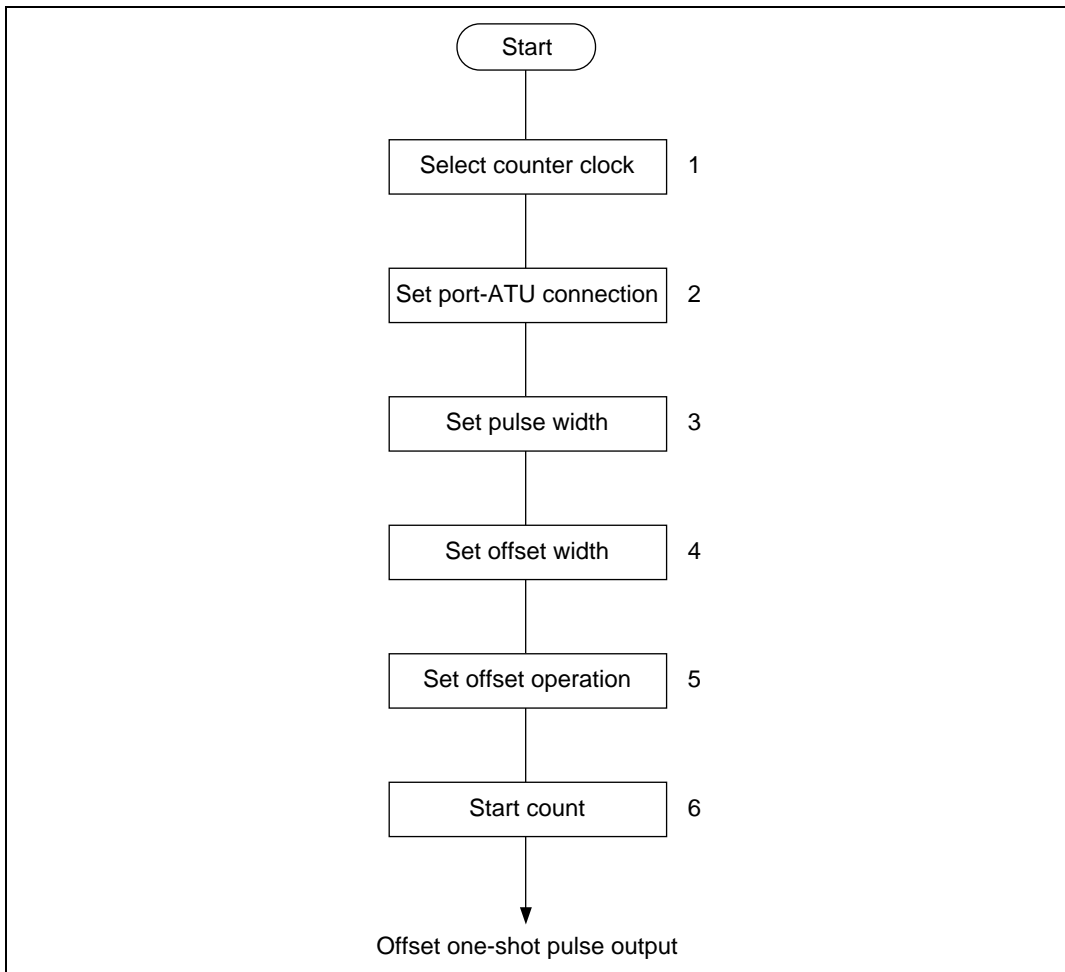 Start
Select counter clock 1
Set port-ATU connection 2
Set pulse width 3
Set offset width 4
Set offset operation 5
Start count 6
Offset one-shot pulse output